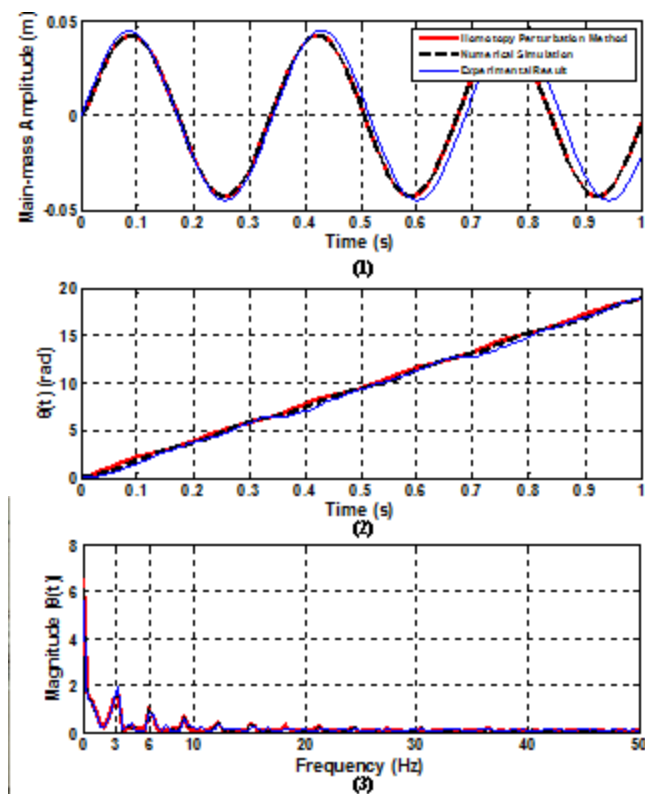 0.05
0
-0.05
Main-mass Amplitude (m)
Homotopy Perturbation Method
Numerical Simulation
Experimental Result
0 0.1 0.2 0.3 0.4 0.5 0.6 0.7 0.8 0.9 1
Time (s)
(1)
20
15
10
5
0
θ(t) (rad)
0 0.1 0.2 0.3 0.4 0.5 0.6 0.7 0.8 0.9 1
Time (s)
(2)
8
6
4
2
0
Magnitude |θ(t)|
0 3 6 10 20 30 40 50
Frequency (Hz)
(3)